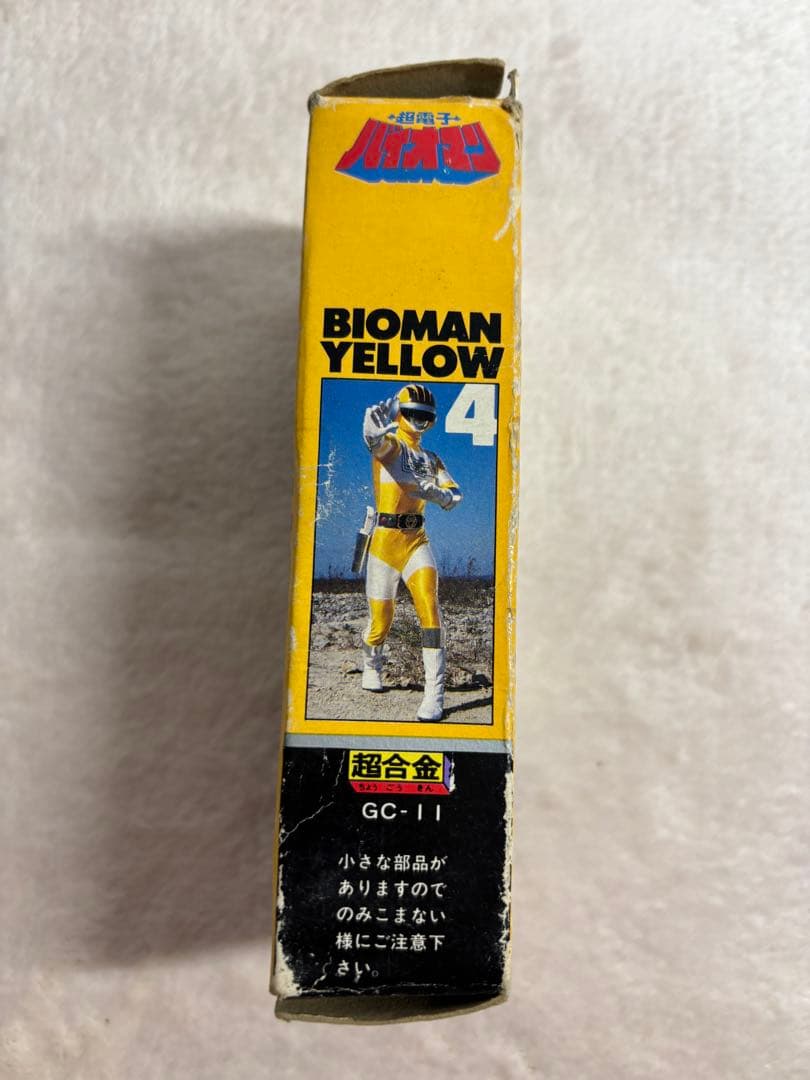 超電子
バイオマン
BIOMAN
YELLOW
4
超合金
ちょう ごう きん
GC-11
小さな部品が
ありますので
のみこまない
様にご注意下
さい。